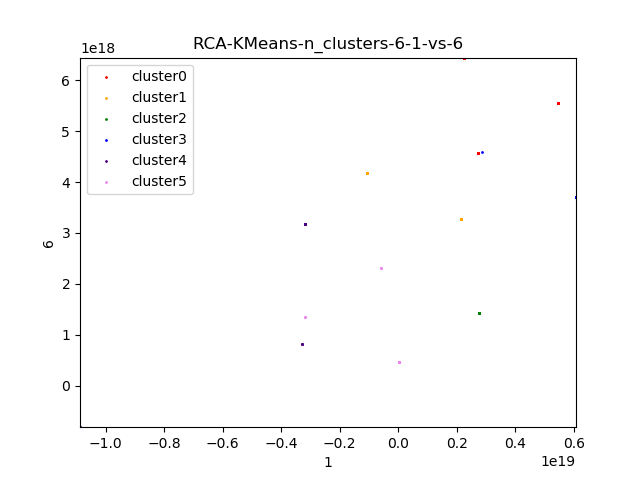 RCA-KMeans-n_clusters-6-1-vs-6
1e18
6
5
4
3
2
1
0
6
cluster0
cluster1
cluster2
cluster3
cluster4
cluster5
−1.0 −0.8 −0.6 −0.4 −0.2 0.0 0.2 0.4 0.6
1
1e19